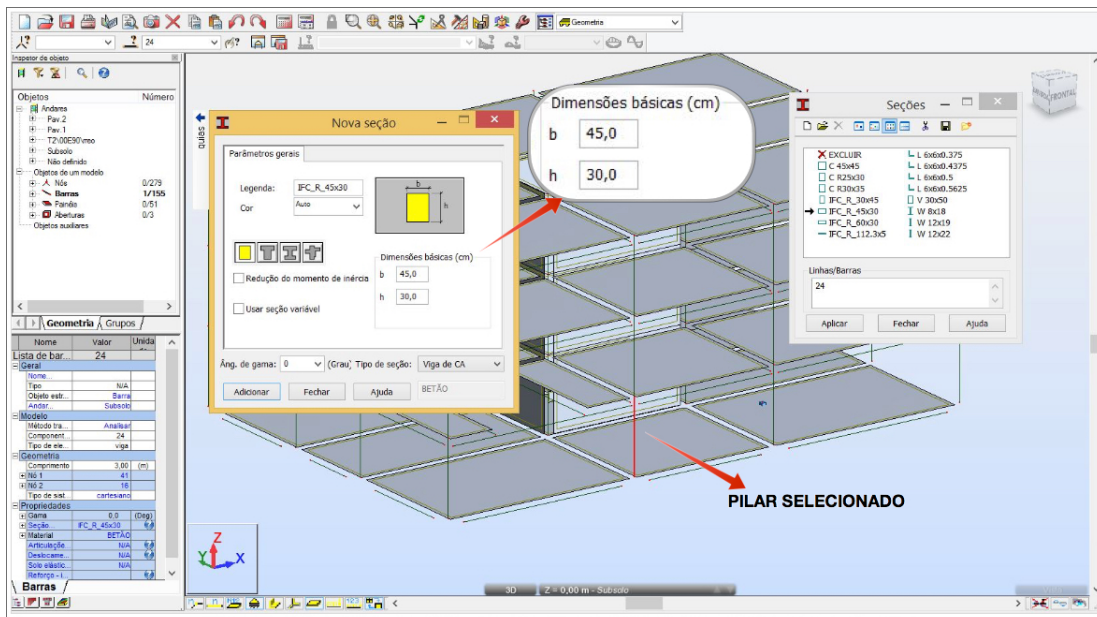 Geometria
24
Inspetor de objeto
Objetos Número
Andares
Pav.2
Pav.1
T2\00E90\rreo
Subsolo
Não definido
Objetos de um modelo
Nós 0/279
Barras 1/155
Painéis 0/51
Aberturas 0/3
Objetos auxiliares
Geometria Grupos
Nome Valor Unida
Lista de bar... 24
Geral
Nome...
Tipo N/A
Objeto estr... Barra
Andar... Subsolo
Modelo
Método tra... Analisar
Component... 24
Tipo de ele... viga
Geometria
Comprimento 3,00 (m)
Nó 1 41
Nó 2 16
Tipo de sist... cartesiano
Propriedades
Gama 0,0 (Deg)
Seção IFC_R_45x30
Material BETÃO
Articulaçõe... N/A
Deslocame... N/A
Solo elástic... N/A
Reforço - i...
Barras
Nova seção
Parâmetros gerais
Legenda: IFC_R_45x30
Cor Auto
b
h
Dimensões básicas (cm)
b 45,0
h 30,0
Redução do momento de inércia
Usar seção variável
Âng. de gama: 0 (Grau) Tipo de seção: Viga de CA
Adicionar Fechar Ajuda BETÃO
Dimensões básicas (cm)
b 45,0
h 30,0
Seções
EXCLUIR L 6x6x0.375
C 45x45 L 6x6x0.4375
C R25x30 L 6x6x0.5
C R30x35 L 6x6x0.5625
IFC_R_30x45 V 30x50
IFC_R_45x30 W 8x18
IFC_R_60x30 W 12x19
IFC_R_112.3x5 W 12x22
Linhas/Barras
24
Aplicar Fechar Ajuda
FRONTAL
PILAR SELECIONADO
Z
Y X
3D Z = 0,00 m - Subsolo